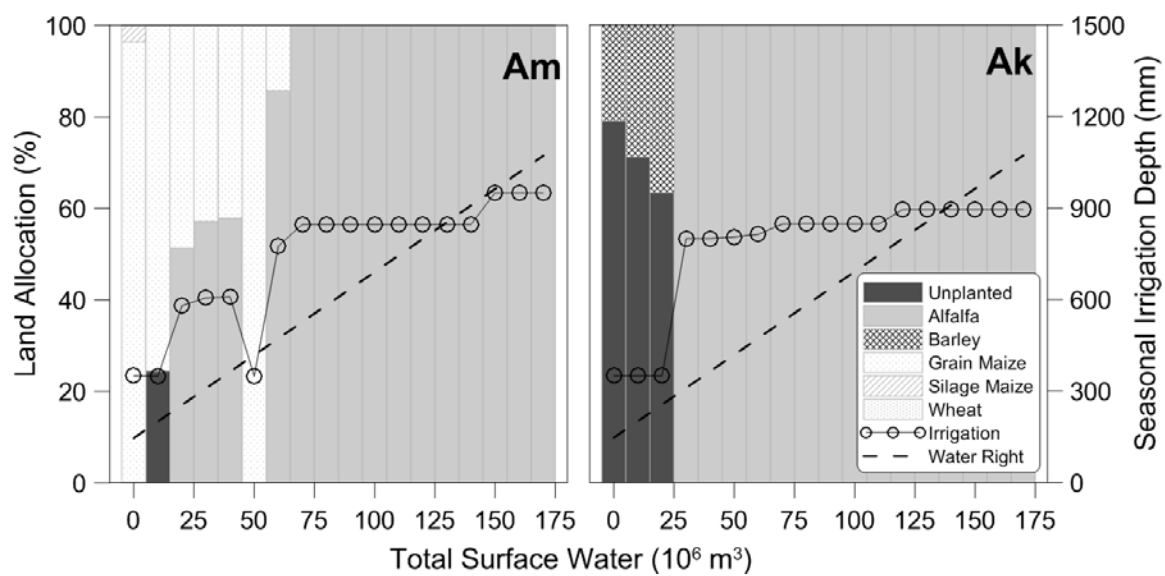 Land Allocation (%)
100
80
60
40
20
0
Am
0 25 50 75 100 125 150 175
Ak
0 25 50 75 100 125 150 175
Unplanted
Alfalfa
Barley
Grain Maize
Silage Maize
Wheat
Irrigation
Water Right
1500
1200
900
600
300
0
Seasonal Irrigation Depth (mm)
Total Surface Water (10⁶ m³)